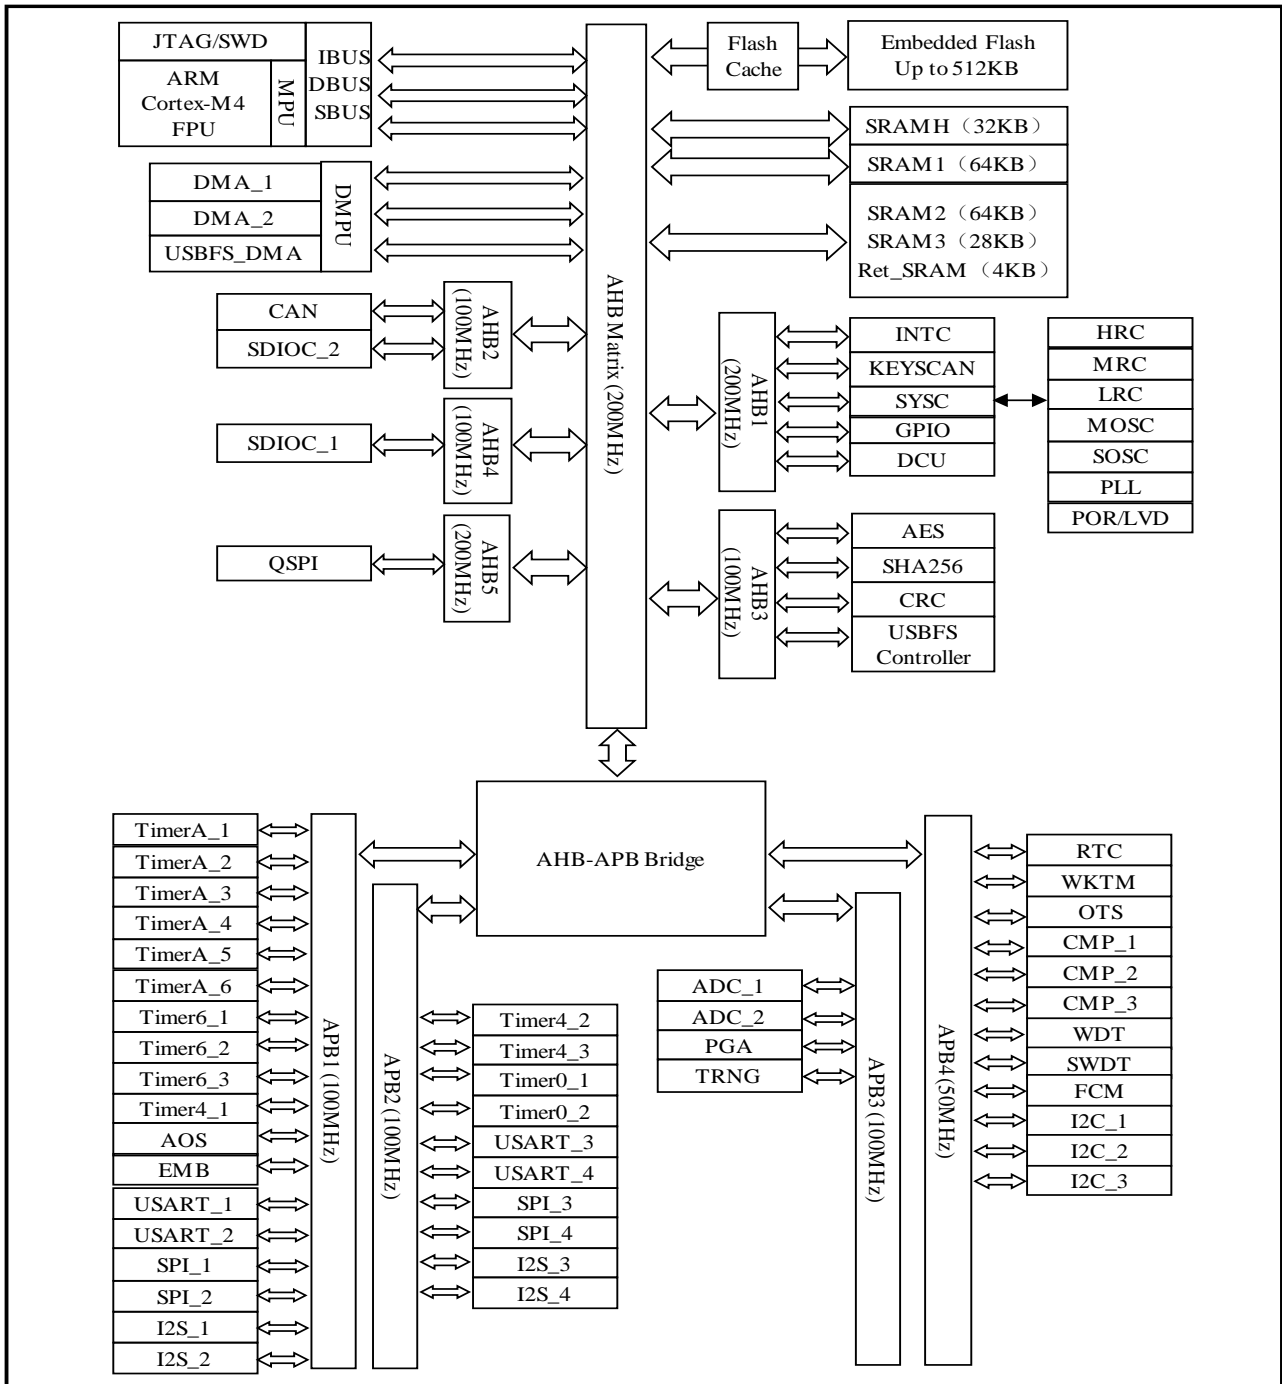 JTAG/SWD
ARM
Cortex-M4
FPU
MPU
IBUS
DBUS
SBUS
DMA_1
DMA_2
USBFS_DMA
DMPU
CAN
SDIOC_2
AHB2
(100MHz)
SDIOC_1
AHB4
(100MHz)
QSPI
AHB5
(200MHz)
AHB Matrix (200MHz)
Flash
Cache
Embedded Flash
Up to 512KB
SRAMH（32KB）
SRAM1（64KB）
SRAM2（64KB）
SRAM3（28KB）
Ret_SRAM（4KB）
AHB1
(200MHz)
INTC
KEYSCAN
SYSC
GPIO
DCU
HRC
MRC
LRC
MOSC
SOSC
PLL
POR/LVD
AHB3
(100MHz)
AES
SHA256
CRC
USBFS
Controller
AHB-APB Bridge
TimerA_1
TimerA_2
TimerA_3
TimerA_4
TimerA_5
TimerA_6
Timer6_1
Timer6_2
Timer6_3
Timer4_1
AOS
EMB
USART_1
USART_2
SPI_1
SPI_2
I2S_1
I2S_2
APB1 (100MHz)
APB2 (100MHz)
Timer4_2
Timer4_3
Timer0_1
Timer0_2
USART_3
USART_4
SPI_3
SPI_4
I2S_3
I2S_4
ADC_1
ADC_2
PGA
TRNG
APB3 (100MHz)
APB4 (50MHz)
RTC
WKTM
OTS
CMP_1
CMP_2
CMP_3
WDT
SWDT
FCM
I2C_1
I2C_2
I2C_3